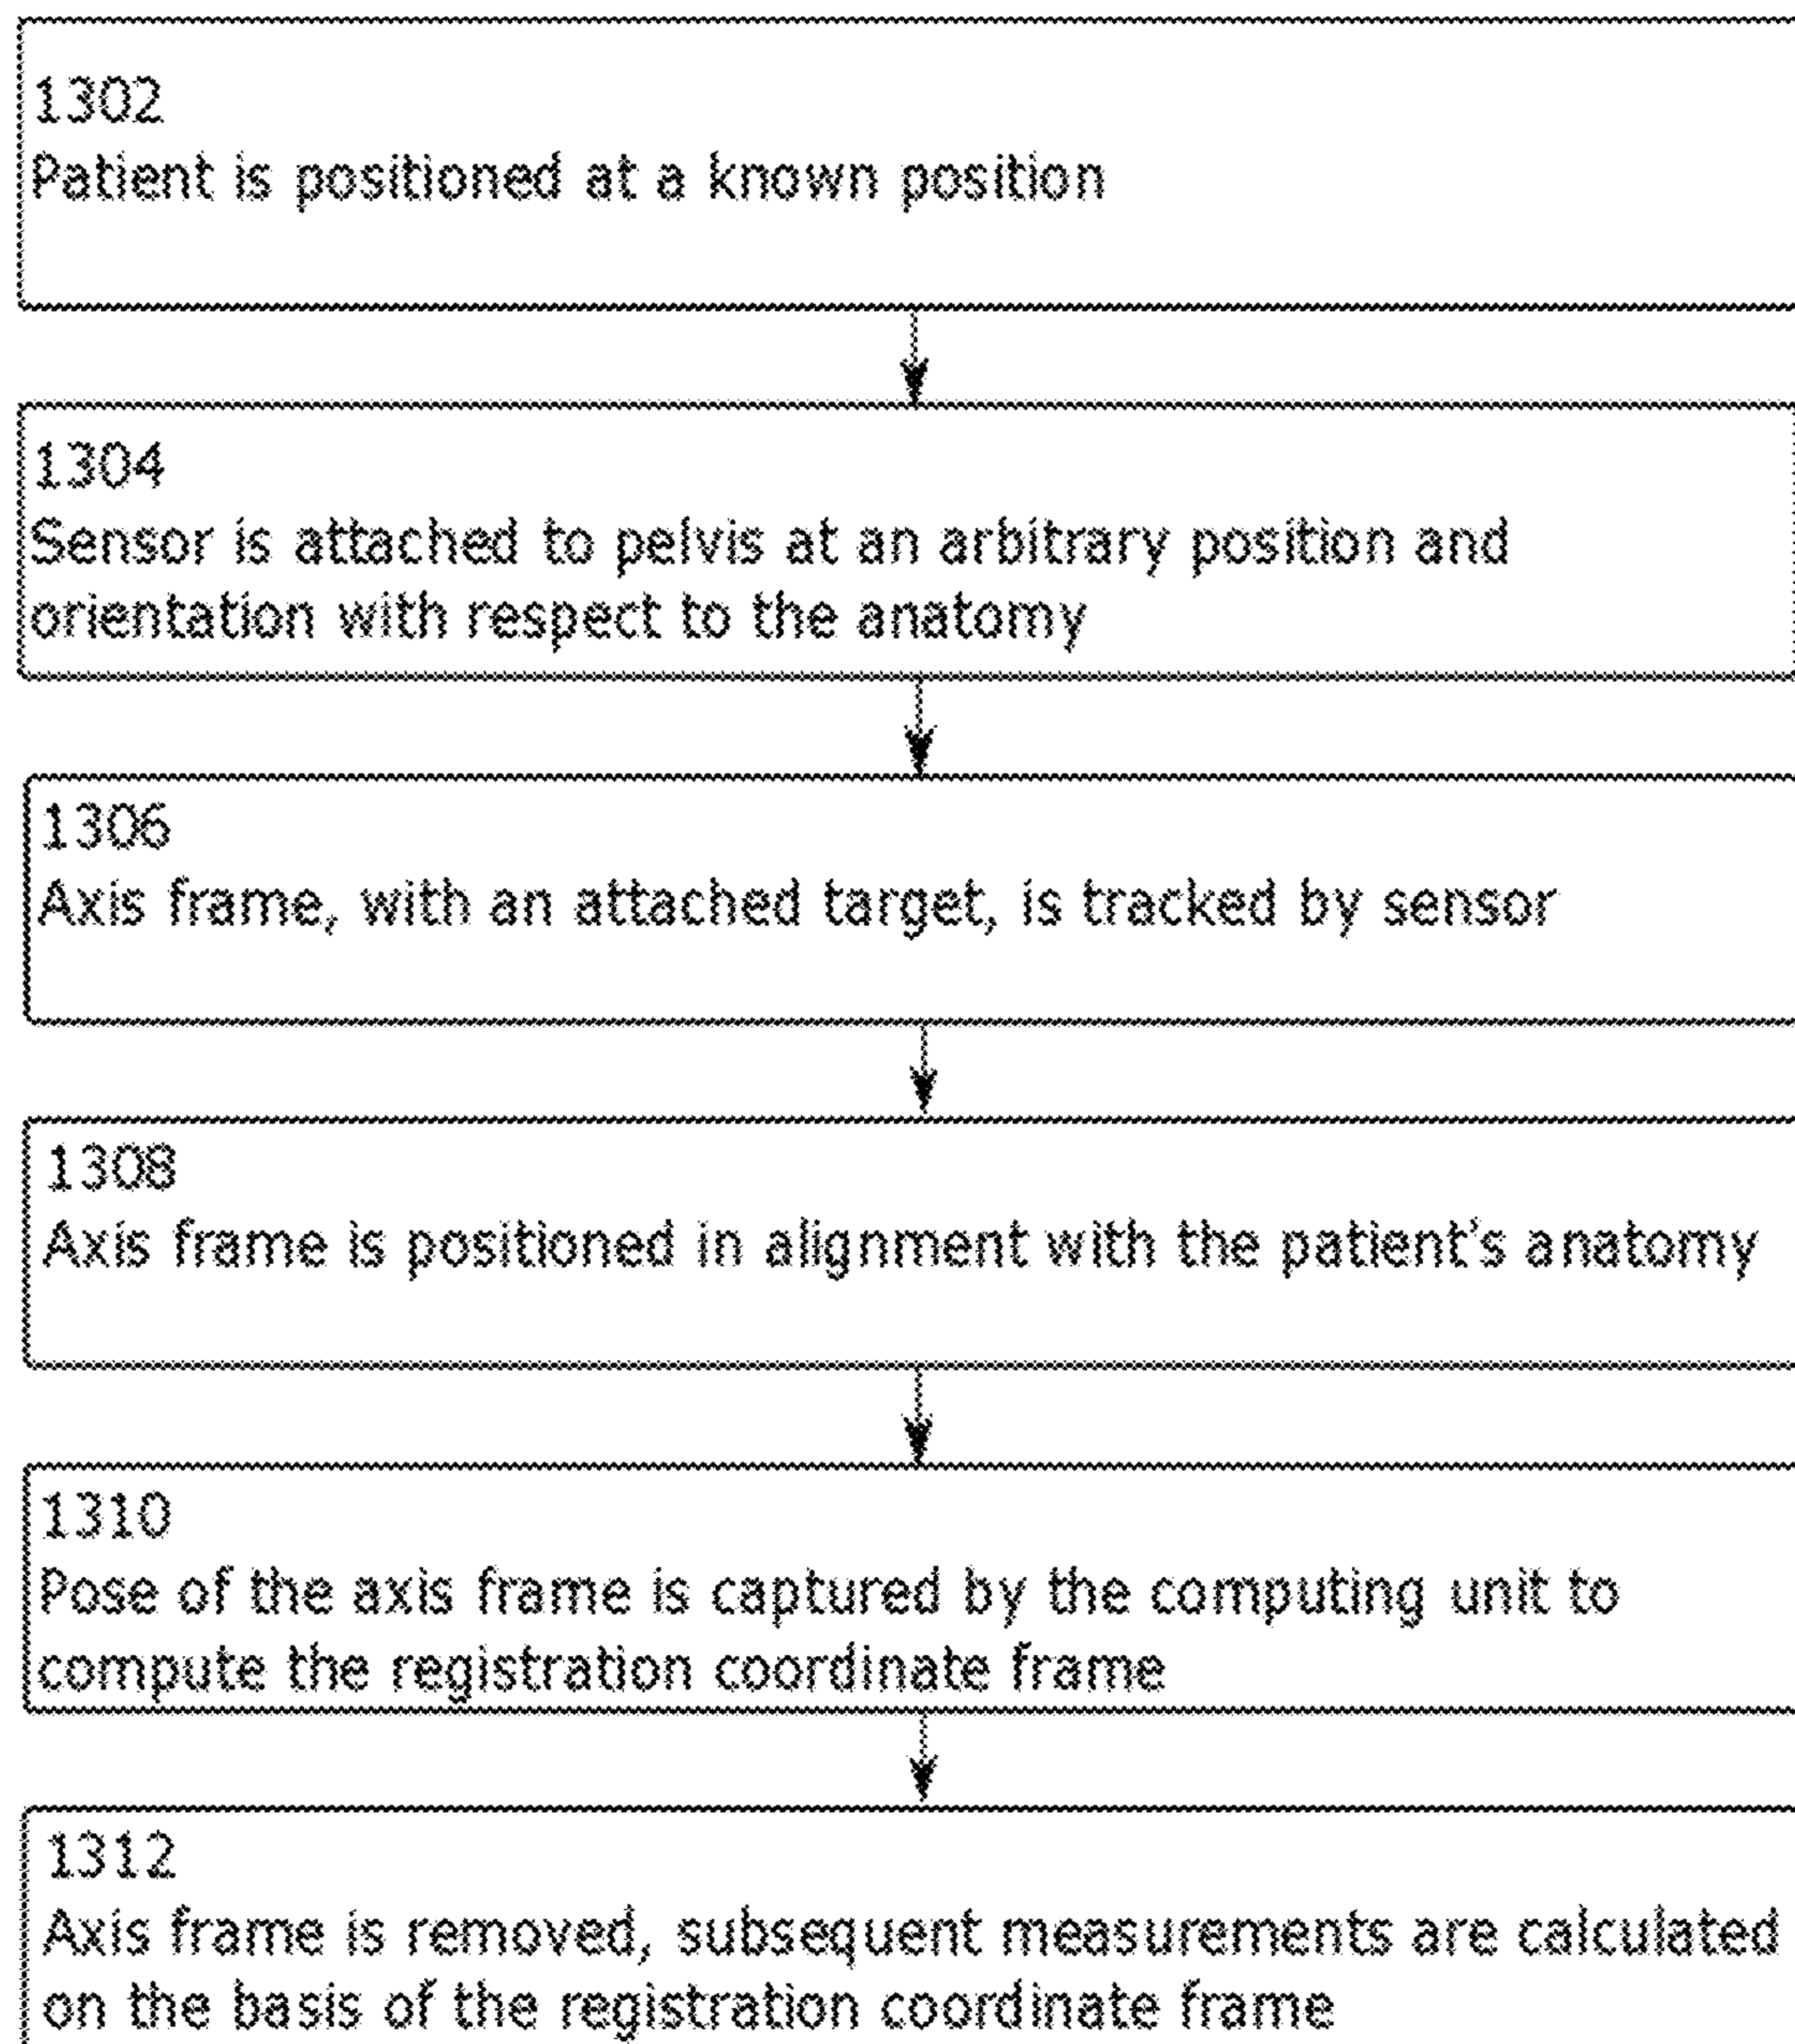 1302
Patient is positioned at a known position
1304
Sensor is attached to pelvis at an arbitrary position and
orientation with respect to the anatomy
1306
Axis frame, with an attached target, is tracked by sensor
1308
Axis frame is positioned in alignment with the patient's anatomy
1310
Pose of the axis frame is captured by the computing unit to
compute the registration coordinate frame
1312
Axis frame is removed, subsequent measurements are calculated
on the basis of the registration coordinate frame